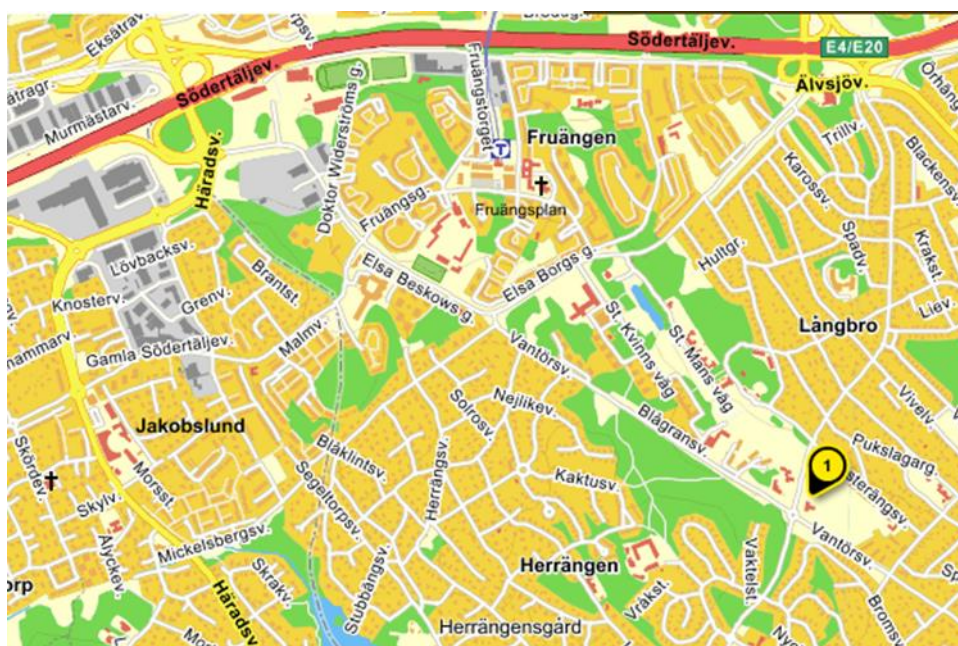 Eksätrav.
Södertäljev.
E4/E20
Älvsjöv.
Murmästarv.
Södertäljev.
Häradsv.
Doktor Widerströms g.
Fruängstorget
T
Fruängen
Trillv.
Blackensv.
Karossv.
Spadv.
Krakst.
Fruängsg.
Fruängsplan
Hultgr.
Lövbacksv.
Brantst.
Elsa Beskows g.
Elsa Borgs g.
Knosterv.
Grenv.
Långbro
Liev.
Gamla Södertäljev.
Malmv.
Vantörsv.
St. Kvinns väg
St. Mans väg
Solrosv.
Nejlikev.
Blågransv.
Vivelv.
Pukslagarg.
Jakobslund
Blåklintsv.
Segeltorpsv.
Herrängsv.
Kaktusv.
1
Skördev.
Morsst.
Skylv.
Älyckev.
Mickelsbergsv.
Skrakv.
Stubbängsv.
Herrängen
Vråkst.
Vaktelst.
Vantörsv.
Bromsv.
Häradsv.
Herrängensgård